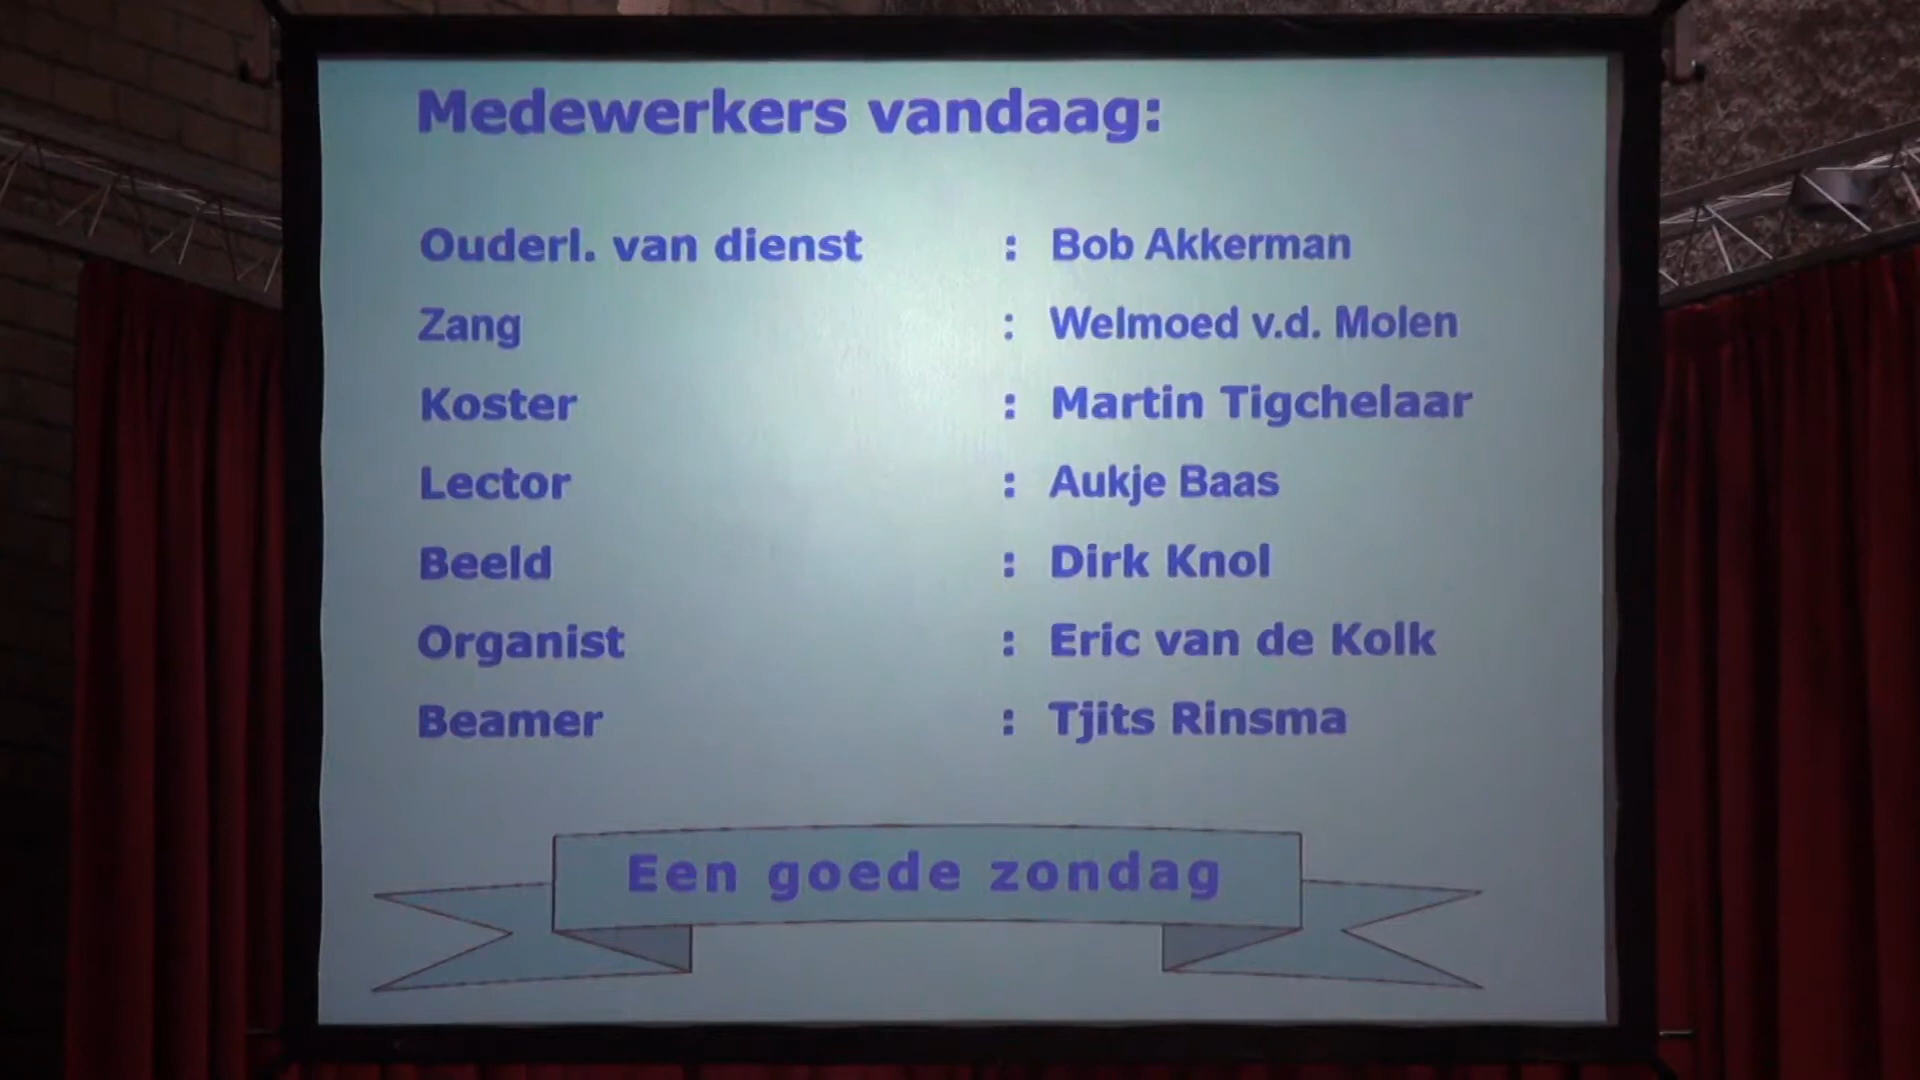 Medewerkers vandaag:
Ouderl. van dienst : Bob Akkerman
Zang : Welmoed v.d. Molen
Koster : Martin Tigchelaar
Lector : Aukje Baas
Beeld : Dirk Knol
Organist : Eric van de Kolk
Beamer : Tjits Rinsma
Een goede zondag